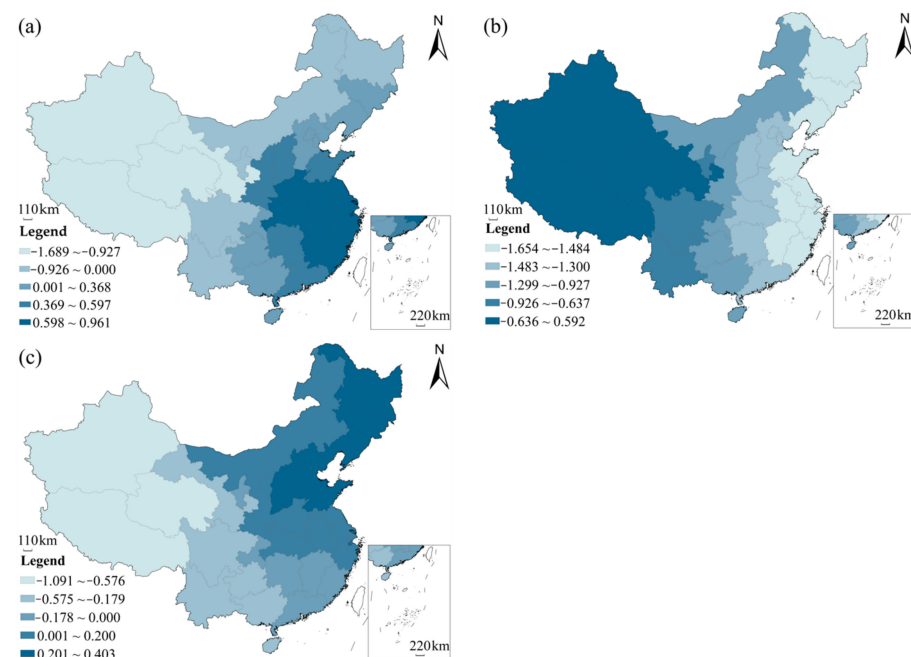 (a)
N
110km
Legend
-1.689 ~ -0.927
-0.926 ~ 0.000
0.001 ~ 0.368
0.369 ~ 0.597
0.598 ~ 0.961
220km
(b)
N
110km
Legend
-1.654 ~ -1.484
-1.483 ~ -1.300
-1.299 ~ -0.927
-0.926 ~ -0.637
-0.636 ~ 0.592
220km
(c)
N
110km
Legend
-1.091 ~ -0.576
-0.575 ~ -0.179
-0.178 ~ 0.000
0.001 ~ 0.200
0.201 ~ 0.403
220km